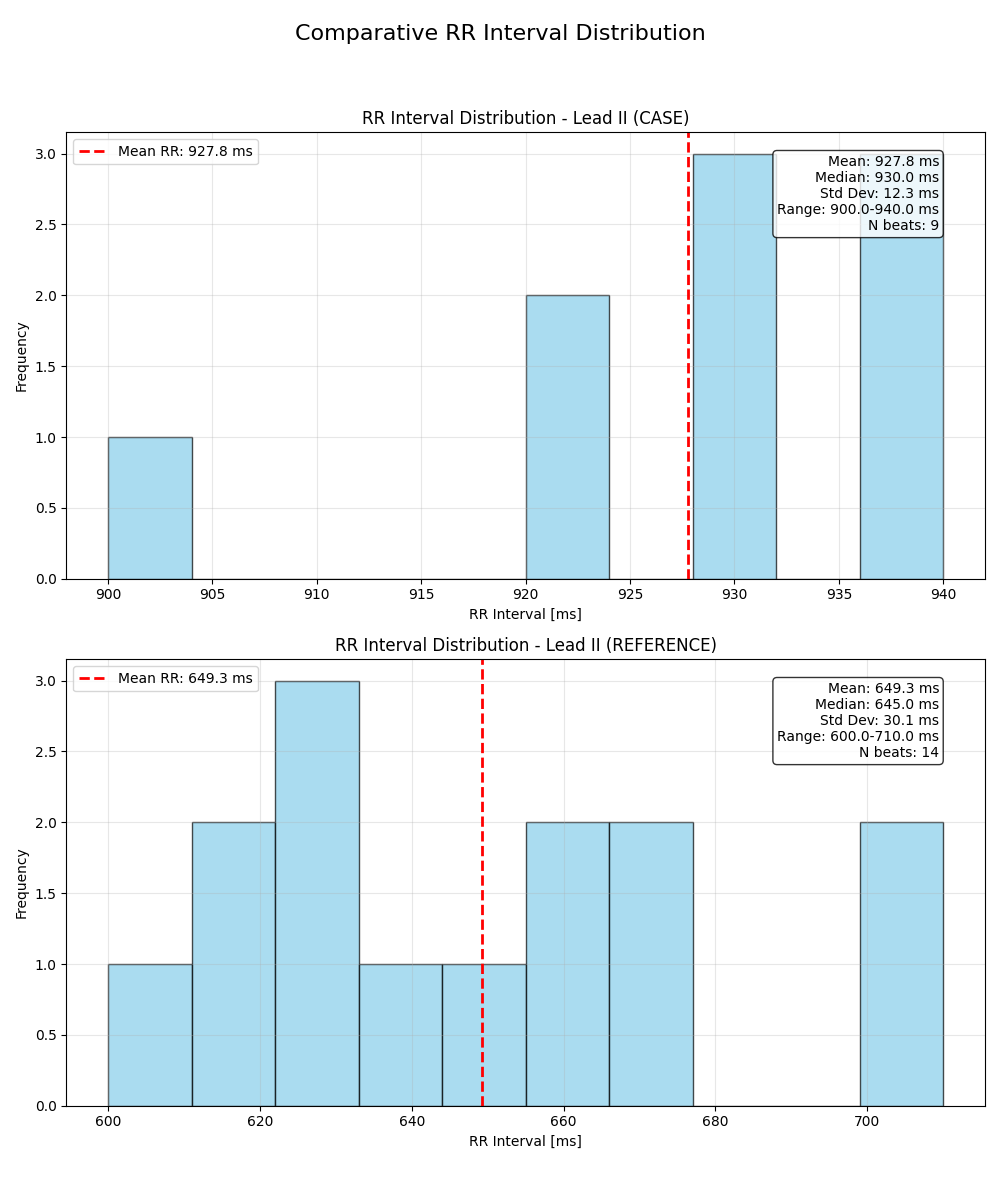 Comparative RR Interval Distribution
RR Interval Distribution - Lead II (CASE)
Mean RR: 927.8 ms
Mean: 927.8 ms
Median: 930.0 ms
Std Dev: 12.3 ms
Range: 900.0-940.0 ms
N beats: 9
3.0
2.5
2.0
1.5
1.0
0.5
0.0
Frequency
900 905 910 915 920 925 930 935 940
RR Interval [ms]
RR Interval Distribution - Lead II (REFERENCE)
Mean RR: 649.3 ms
Mean: 649.3 ms
Median: 645.0 ms
Std Dev: 30.1 ms
Range: 600.0-710.0 ms
N beats: 14
3.0
2.5
2.0
1.5
1.0
0.5
0.0
Frequency
600 620 640 660 680 700
RR Interval [ms]